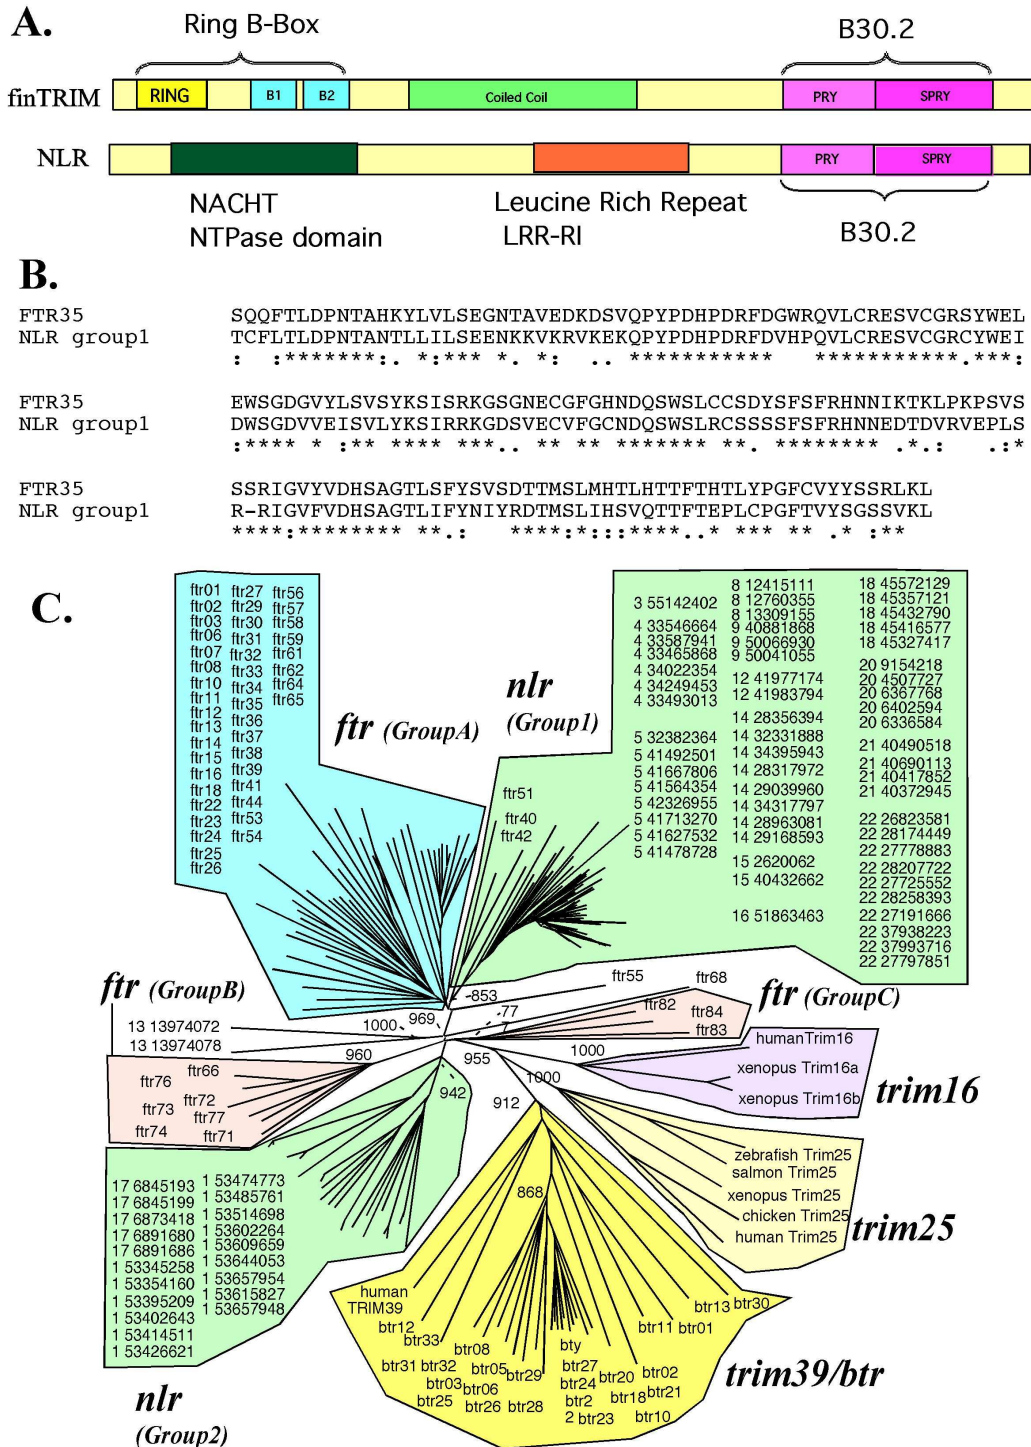 A.
Ring B-Box
B30.2
finTRIM
RING
B1
B2
Coiled Coil
PRY
SPRY
NLR
PRY
SPRY
NACHT
NTPase domain
Leucine Rich Repeat
LRR-RI
B30.2
B.
FTR35 SQQFTLDPNTAHKYLVLSEGNTAVEDKDSVQPYPDHPDRFDGWRQVLCRESVCGRSYWEL
NLR group1 TCFLTLDPNTANTLLILSEENKKVKRVKEKQPYPDHPDRFDVHPQVLCRESVCGRCYWEI
: :*******: .. *:*** *. *: . .. *********** ***********.***:
FTR35 EWSGDGVYLSVSYKSISRKGSGNECGFGHNDQSWSLCCSDYSFSFRHNNIKTKLPKPSVS
NLR group1 DWSGDVVEISVLYKSIRRKGDSVECVFGCNDQSWSLRCSSSSFSFRHNNEDTDVRVEPLS
:**** * :** **** ***.. ** ** ******* **. ******** .*.: .:*
FTR35 SSRIGVYVDHSAGTLSFYSVSDTTMSLMHTLHTTFTHTLYPGFCVYYSSRLKL
NLR group1 R-RIGVFVDHSAGTLIFYNIYRDTMSLIHSVQTTFTEPLCPGFTVYSGSSVKL
****:******** **.: ****:*::***..* *** ** .* **
C.
ftr01
ftr02
ftr03
ftr06
ftr07
ftr08
ftr10
ftr11
ftr12
ftr13
ftr14
ftr15
ftr16
ftr18
ftr22
ftr23
ftr24
ftr25
ftr26
ftr27
ftr29
ftr30
ftr31
ftr32
ftr33
ftr34
ftr35
ftr36
ftr37
ftr38
ftr39
ftr41
ftr44
ftr53
ftr54
ftr56
ftr57
ftr58
ftr59
ftr61
ftr62
ftr64
ftr65
ftr (GroupA)
nlr
(Group1)
3 55142402
4 33546664
4 33587941
4 33465868
4 34022354
4 34249453
4 33493013
5 32382364
5 41492501
5 41667806
5 41564354
5 42326955
5 41713270
5 41627532
5 41478728
8 12415111
8 12760355
8 13309155
9 40881868
9 50066930
9 50041055
12 41977174
12 41983794
14 28356394
14 32331888
14 34395943
14 28317972
14 29039960
14 34317797
14 28963081
14 29168593
15 2620062
15 40432662
16 51863463
18 45572129
18 45357121
18 45432790
18 45416577
18 45327417
20 9154218
20 4507727
20 6367768
20 6402594
20 6336584
21 40490518
21 40690113
21 40417852
21 40372945
22 26823581
22 28174449
22 27778883
22 28207722
22 27725552
22 28258393
22 27191666
22 37938223
22 37993716
22 27797851
ftr51
ftr40
ftr42
ftr (GroupB)
13 13974072
13 13974078
1000
969
853
77
7
ftr55
ftr68
ftr82
ftr84
ftr83
ftr (GroupC)
960
955
942
912
1000
1000
868
ftr66
ftr76
ftr72
ftr73
ftr77
ftr74
ftr71
humanTrim16
xenopus Trim16a
xenopus Trim16b
trim16
zebrafish Trim25
salmon Trim25
xenopus Trim25
chicken Trim25
human Trim25
trim25
17 6845193
17 6845199
17 6873418
17 6891680
17 6891686
1 53345258
1 53354160
1 53395209
1 53402643
1 53414511
1 53426621
1 53474773
1 53485761
1 53514698
1 53602264
1 53609659
1 53644053
1 53657954
1 53615827
1 53657948
nlr
(Group2)
human
TRIM39
btr12
btr33
btr31
btr32
btr08
btr05
btr03
btr06
btr25
btr26
btr29
btr28
bty
btr27
btr24
btr2
2
btr23
btr20
btr18
btr02
btr21
btr10
btr11
btr01
btr13
btr30
trim39/btr